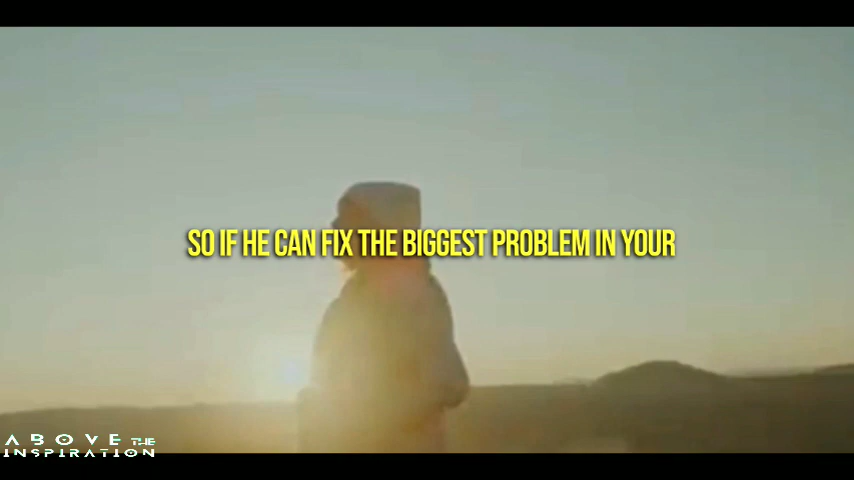 SO IF HE CAN FIX THE BIGGEST PROBLEM IN YOUR
ABOVE THE
INSPIRATION